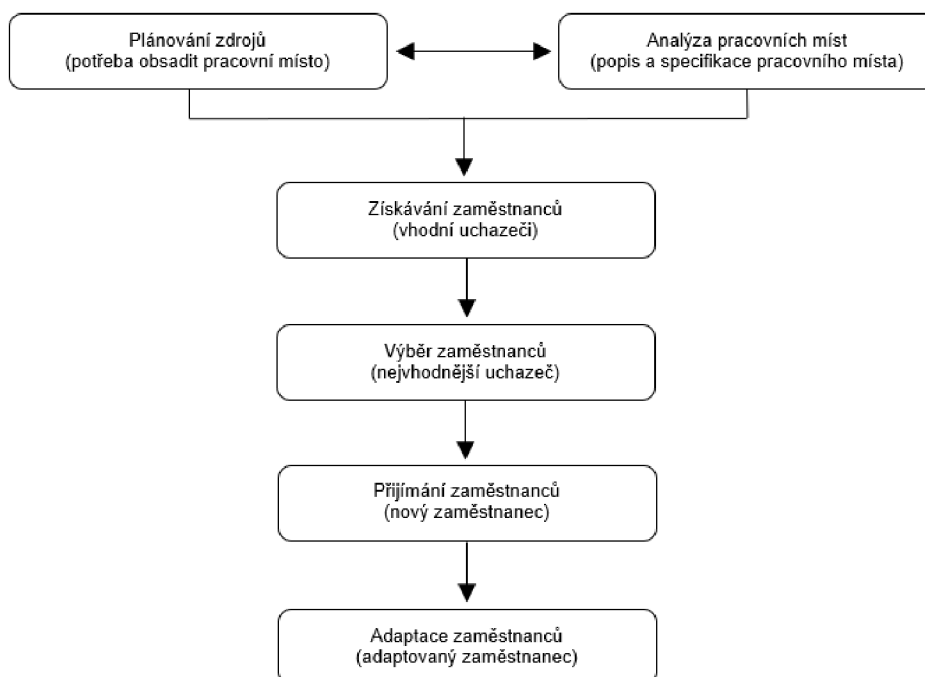 Plánování zdrojů
(potřeba obsadit pracovní místo)
Analýza pracovních míst
(popis a specifikace pracovního místa)
Získávání zaměstnanců
(vhodní uchazeči)
Výběr zaměstnanců
(nejvhodnější uchazeč)
Přijímání zaměstnanců
(nový zaměstnanec)
Adaptace zaměstnanců
(adaptovaný zaměstnanec)